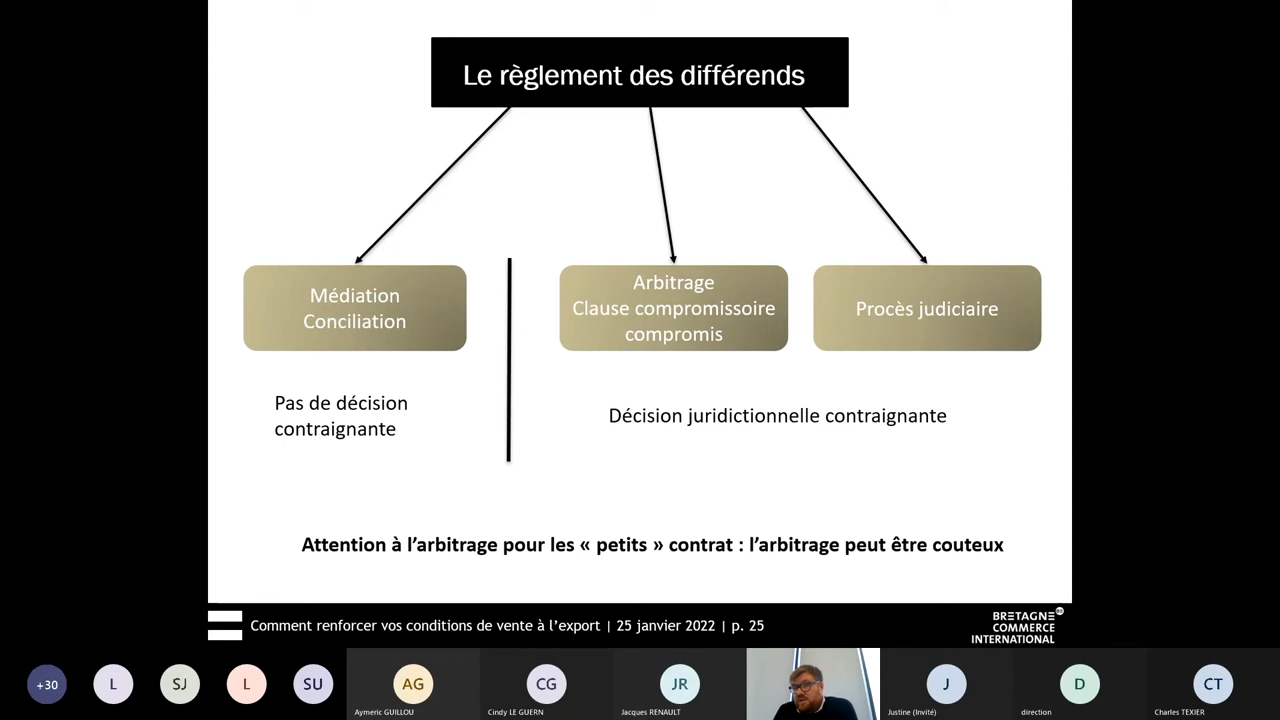 Le règlement des différends
Médiation
Conciliation
Arbitrage
Clause compromissoire
compromis
Procès judiciaire
Pas de décision
contraignante
Décision juridictionnelle contraignante
Attention à l’arbitrage pour les « petits » contrat : l’arbitrage peut être couteux
Comment renforcer vos conditions de vente à l’export | 25 janvier 2022 | p. 25
BRETAGNE
COMMERCE
INTERNATIONAL
+30
L
SJ
L
SU
AG
Aymeric GUILLOU
CG
Cindy LE GUERN
JR
Jacques RENAULT
J
Justine (Invité)
D
direction
CT
Charles TEXIER